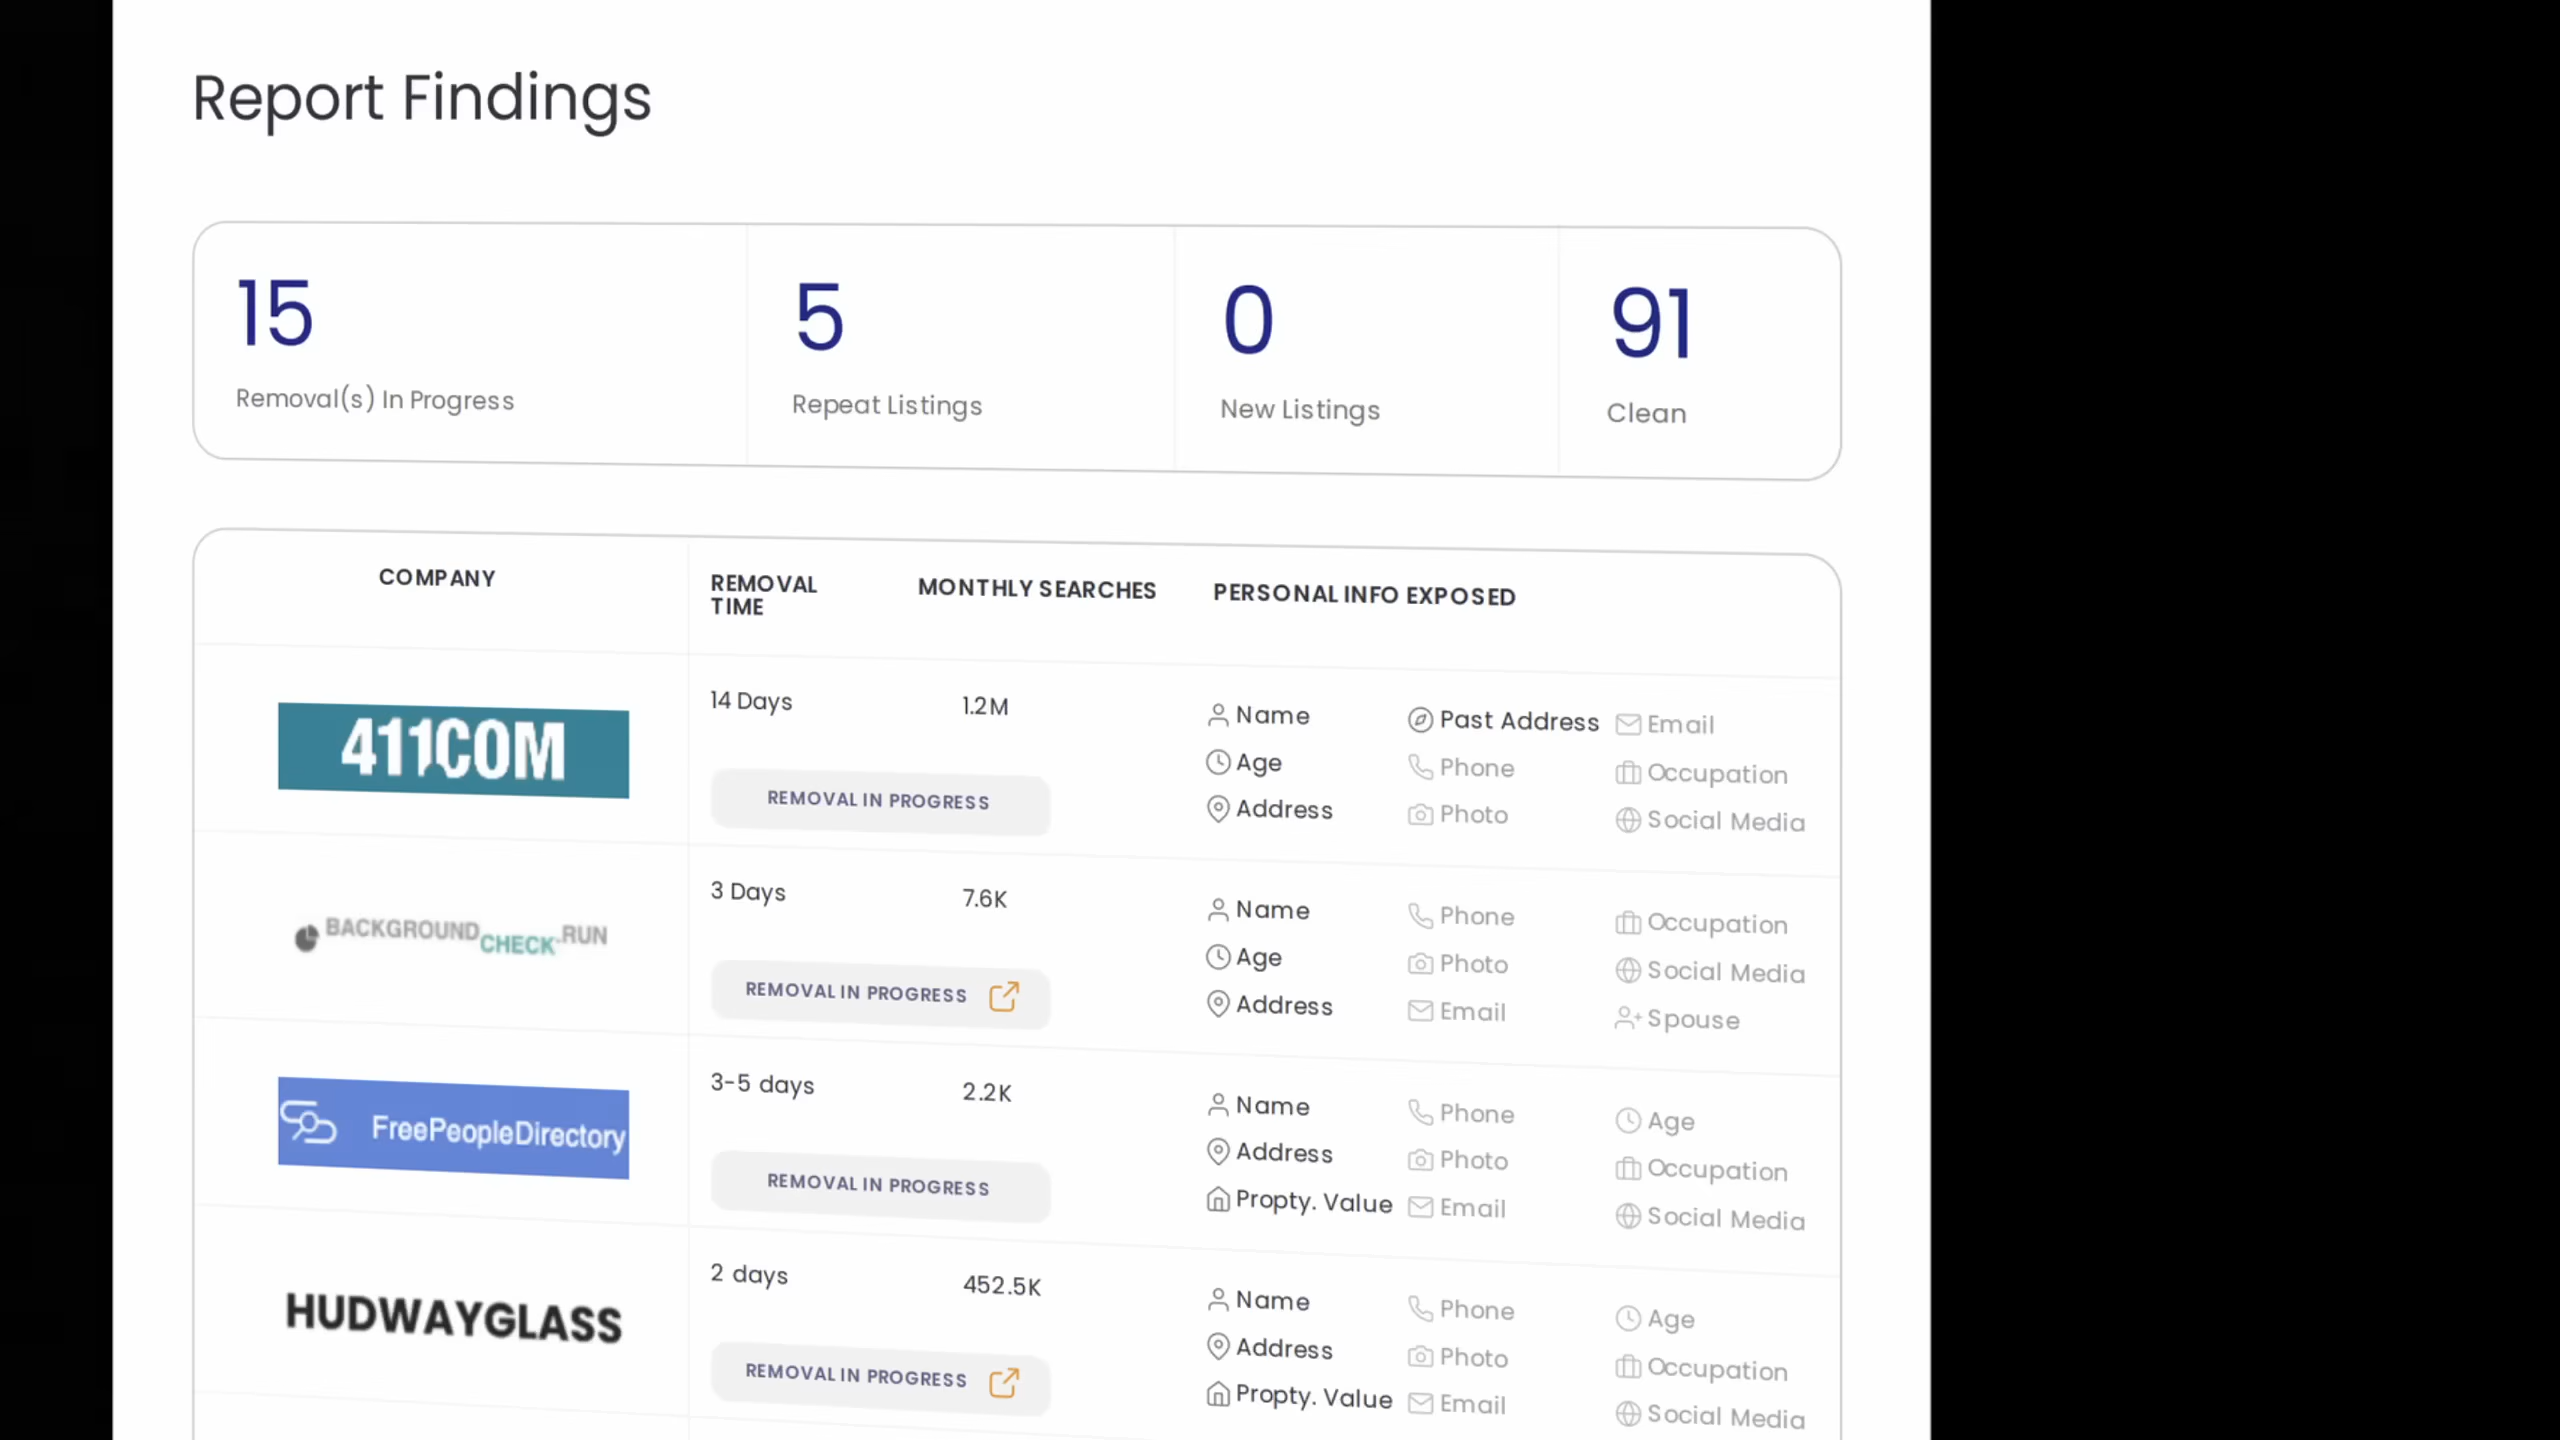 Report Findings
15
Removal(s) In Progress
5
Repeat Listings
0
New Listings
91
Clean
COMPANY
REMOVAL
TIME
MONTHLY SEARCHES
PERSONAL INFO EXPOSED
411COM
14 Days
1.2M
REMOVAL IN PROGRESS
Name
Past Address
Email
Age
Phone
Occupation
Address
Photo
Social Media
BACKGROUND CHECK.RUN
3 Days
7.6K
REMOVAL IN PROGRESS
Name
Phone
Occupation
Age
Photo
Social Media
Address
Email
Spouse
FreePeopleDirectory
3-5 days
2.2K
REMOVAL IN PROGRESS
Name
Phone
Age
Address
Photo
Occupation
Propty. Value
Email
Social Media
HUDWAYGLASS
2 days
452.5K
REMOVAL IN PROGRESS
Name
Phone
Age
Address
Photo
Occupation
Propty. Value
Email
Social Media